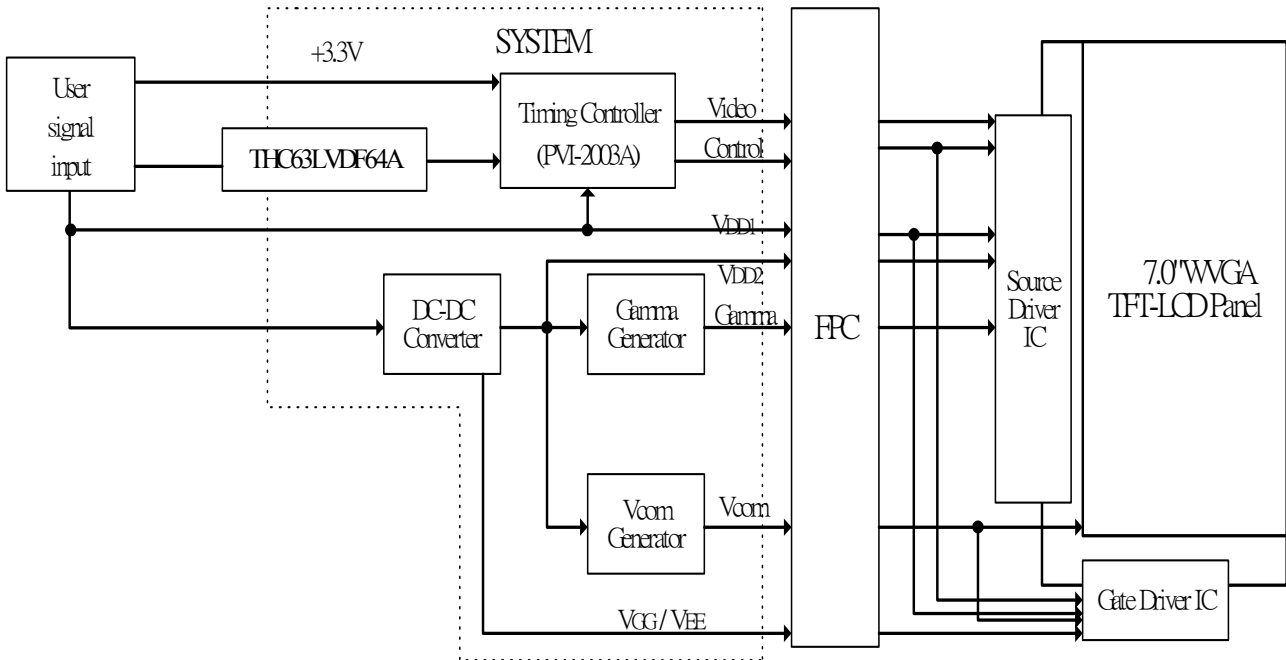 SYSTEM
+3.3V
User
signal
input
THC63LVDF64A
Timing Controller
(PVI-2003A)
Video
Control
VDD1
VDD2
DC-DC
Converter
Gamma
Generator
Gamma
Vcom
Generator
Vcom
VGG / VEE
FPC
Source
Driver
IC
7.0" WVGA
TFT-LCD Panel
Gate Driver IC